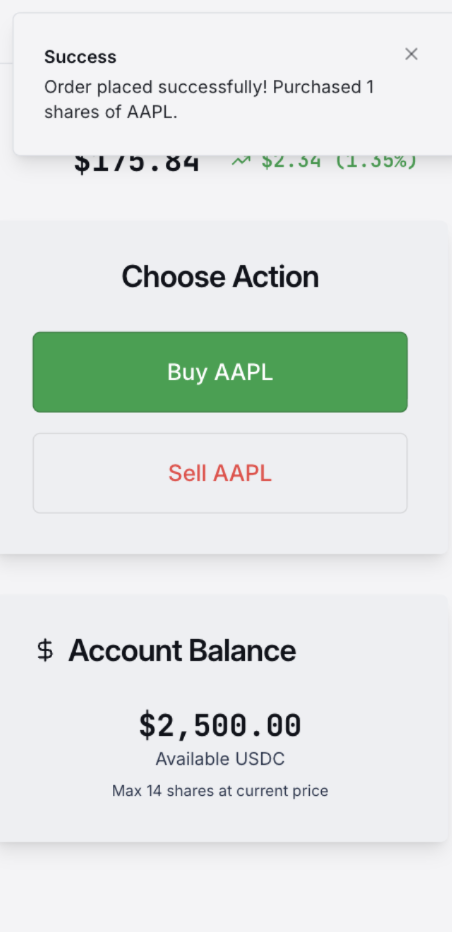 Success
Order placed successfully! Purchased 1
shares of AAPL.
$175.84 $2.34 (1.35%)
Choose Action
Buy AAPL
Sell AAPL
$ Account Balance
$2,500.00
Available USDC
Max 14 shares at current price